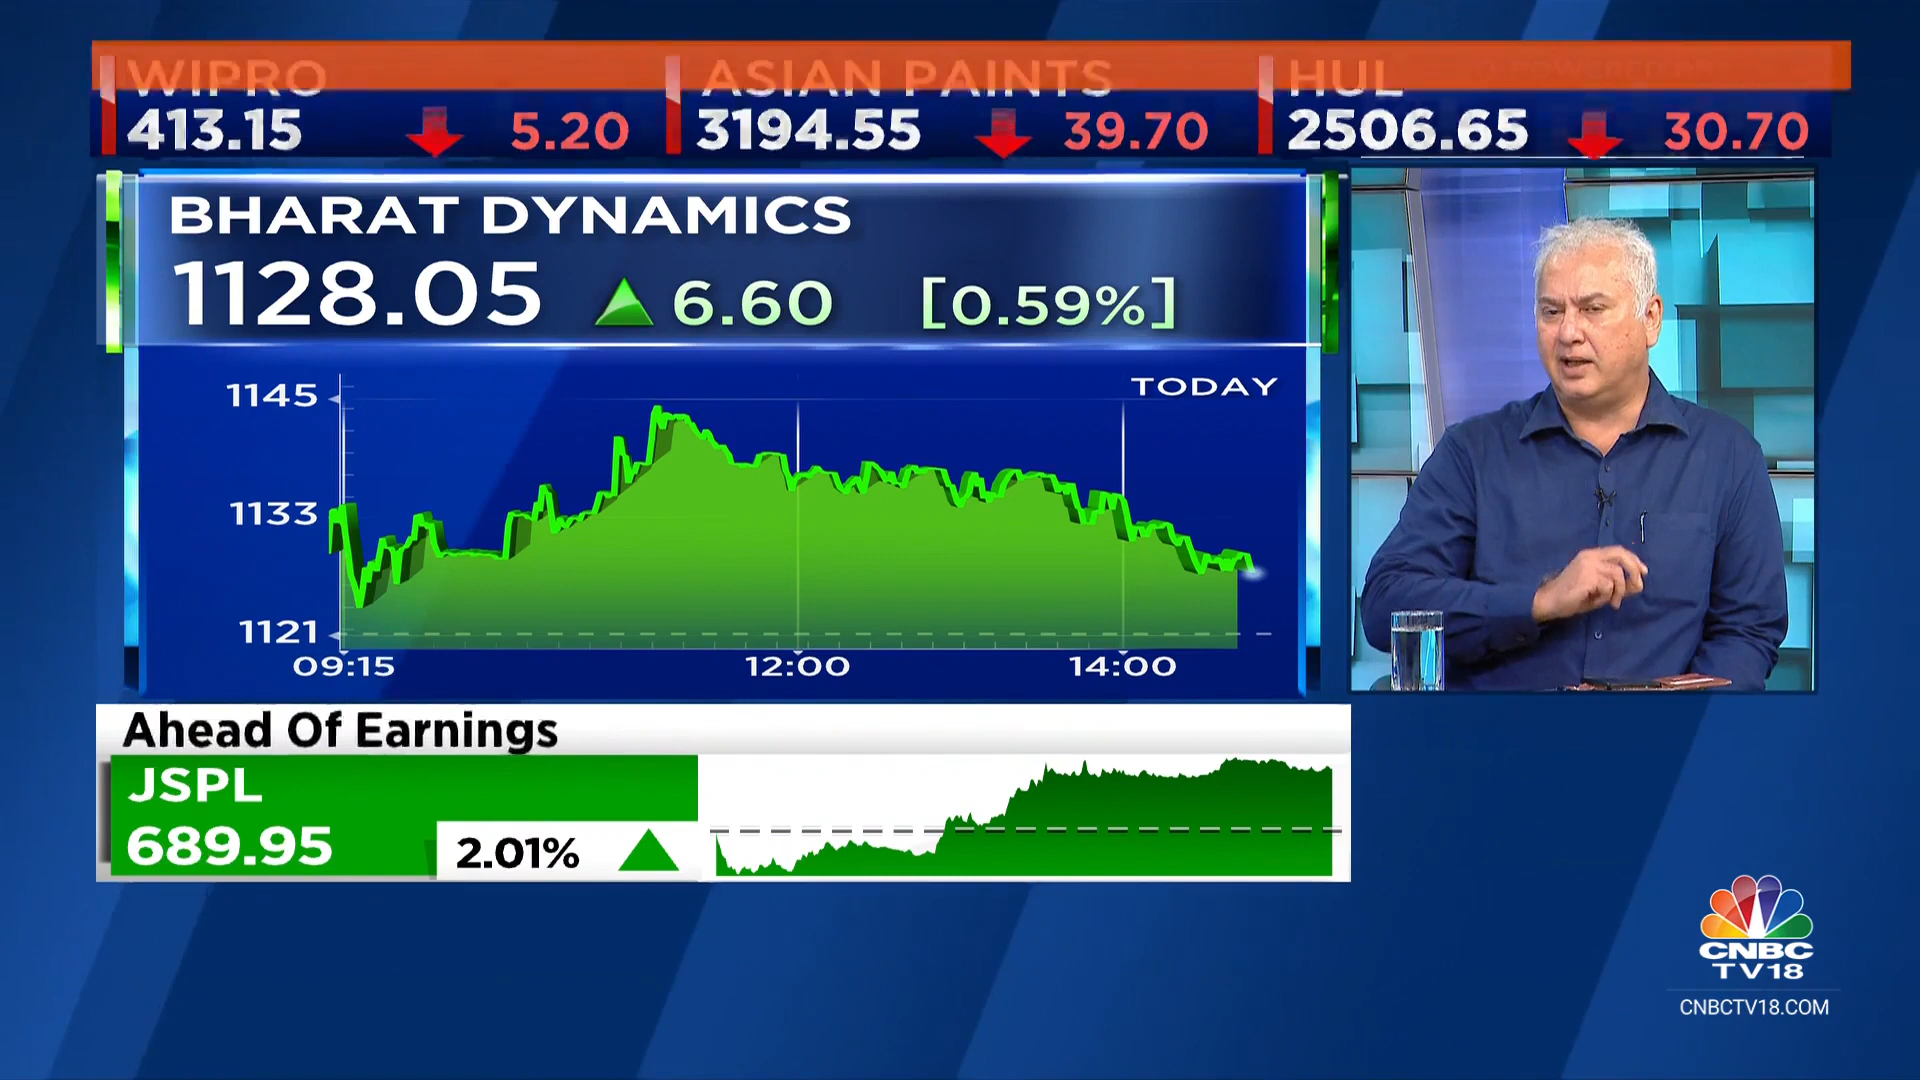 WIPRO ASIAN PAINTS HUL
413.15 5.20 3194.55 39.70 2506.65 30.70
BHARAT DYNAMICS
1128.05 6.60 [0.59%]
TODAY
1145
1133
1121
09:15 12:00 14:00
Ahead Of Earnings
JSPL
689.95 2.01%
CNBC
TV18
CNBCTV18.COM